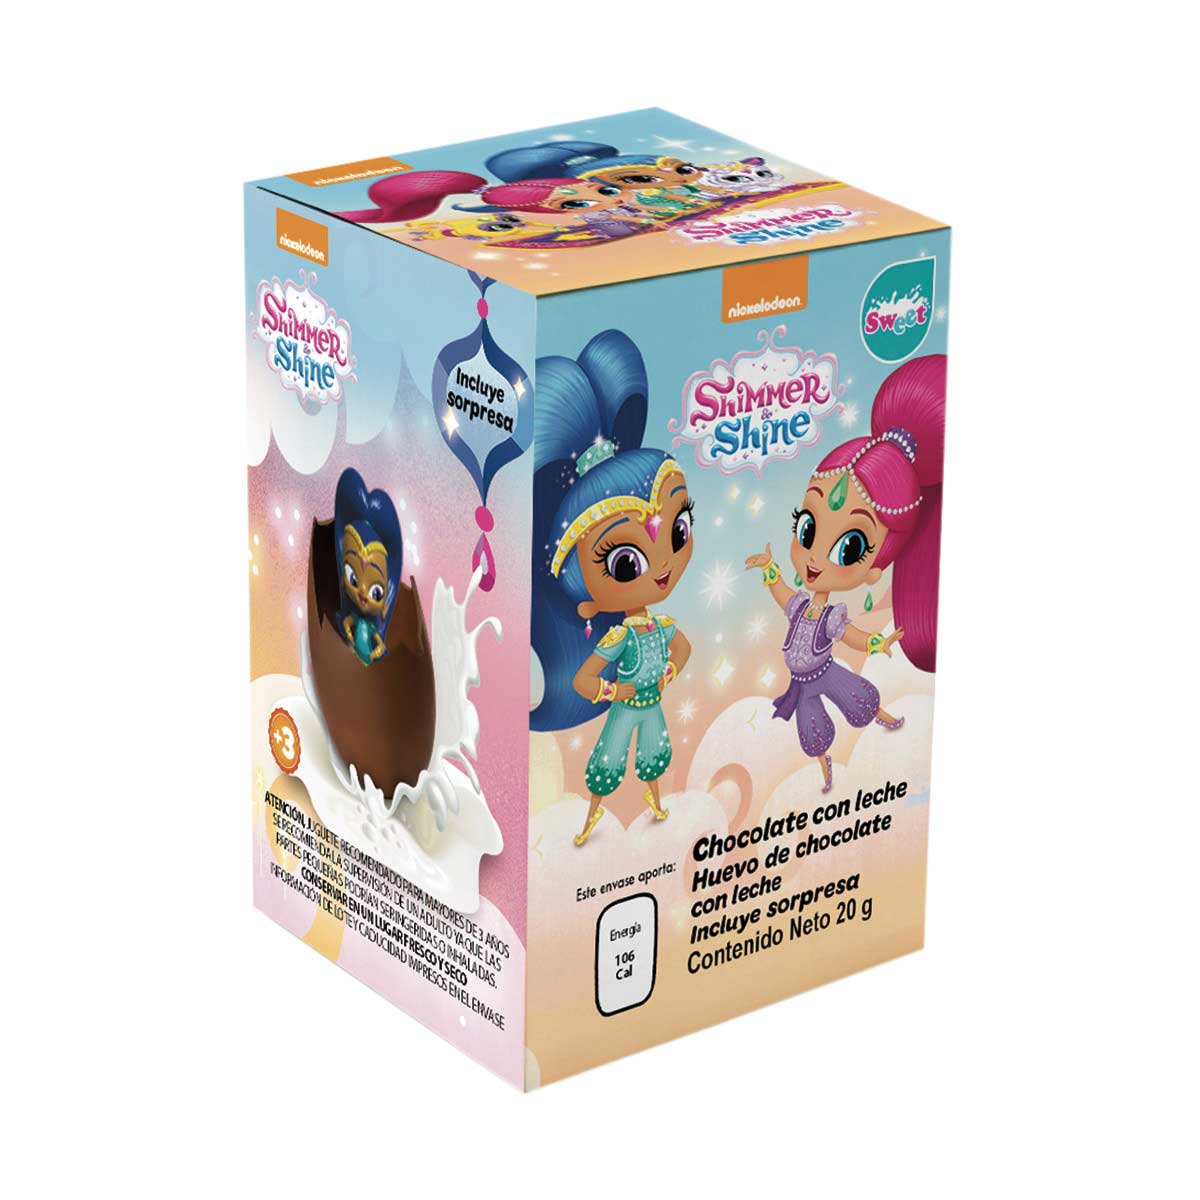 nickelodeon
Shimmer
&
Shine
nickelodeon
Shimmer
&
Shine
Incluye
sorpresa
+3
ATENCIÓN, JUGUETE RECOMENDADO PARA MAYORES DE 3 AÑOS
SE RECOMIENDA LA SUPERVISIÓN DE UN ADULTO YA QUE LAS
PARTES PEQUEÑAS PODRÍAN SER INGERIDAS O INHALADAS.
CONSERVAR EN UN LUGAR FRESCO Y SECO
INFORMACIÓN DE LOTE Y CADUCIDAD IMPRESOS EN EL ENVASE
nickelodeon
Sweet
Shimmer
&
Shine
Chocolate con leche
Huevo de chocolate
con leche
Incluye sorpresa
Contenido Neto 20 g
Este envase aporta:
Energía
106
Cal